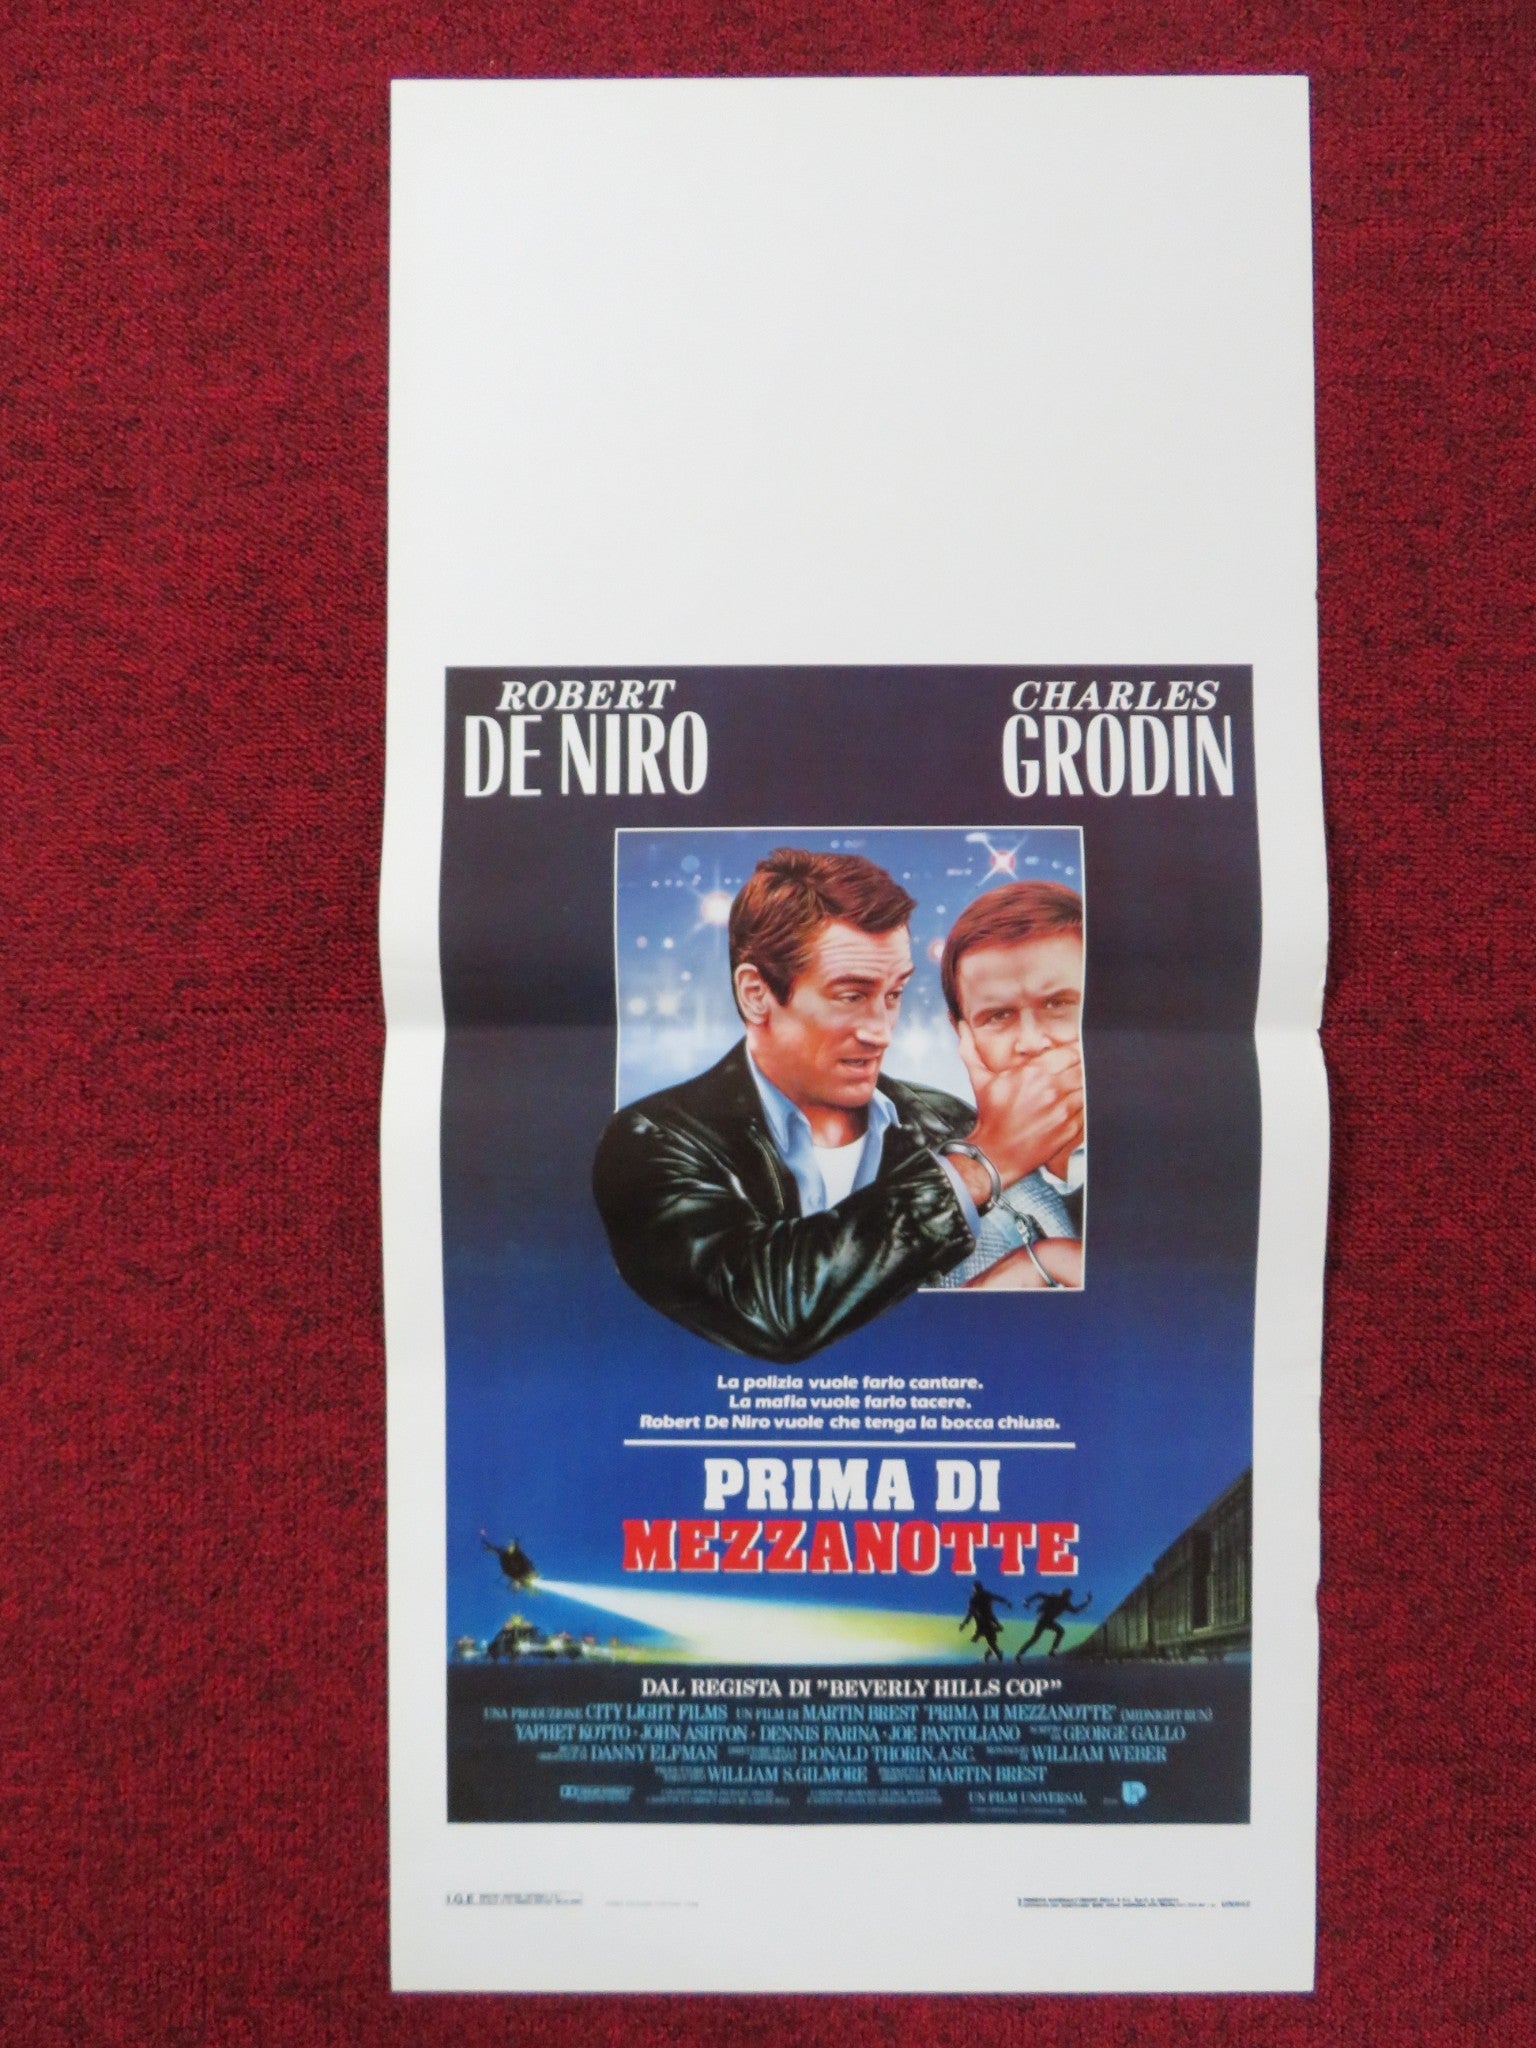 ROBERT
DE NIRO
CHARLES
GRODIN
La polizia vuole farlo cantare.
La mafia vuole farlo tacere.
Robert De Niro vuole che tenga la bocca chiusa.
PRIMA DI
MEZZANOTTE
DAL REGISTA DI "BEVERLY HILLS COP"
UNA PRODUZIONE CITY LIGHT FILMS UN FILM DI MARTIN BREST "PRIMA DI MEZZANOTTE" (MIDNIGHT RUN)
YAPHET KOTTO · JOHN ASHTON · DENNIS FARINA · JOE PANTOLIANO GEORGE GALLO
DANNY ELFMAN DONALD THORIN, A.S.C. WILLIAM WEBER
WILLIAM S. GILMORE MARTIN BREST
UN FILM UNIVERSAL
I.G.E.